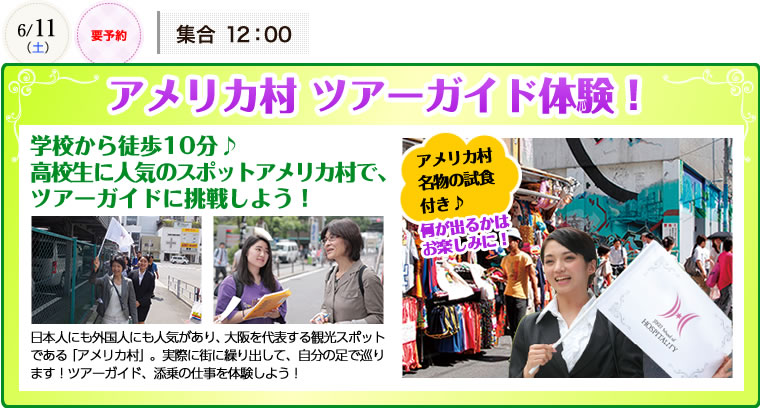 6/11
（土）
要予約
集合 12：00
アメリカ村 ツアーガイド体験！
学校から徒歩10分♪
高校生に人気のスポットアメリカ村で、
ツアーガイドに挑戦しよう！
アメリカ村
名物の試食
付き♪
何が出るかは
お楽しみに！
日本人にも外国人にも人気があり、大阪を代表する観光スポット
である「アメリカ村」。実際に街に繰り出して、自分の足で巡り
ます！ツアーガイド、添乗の仕事を体験しよう！
HOSPITALITY